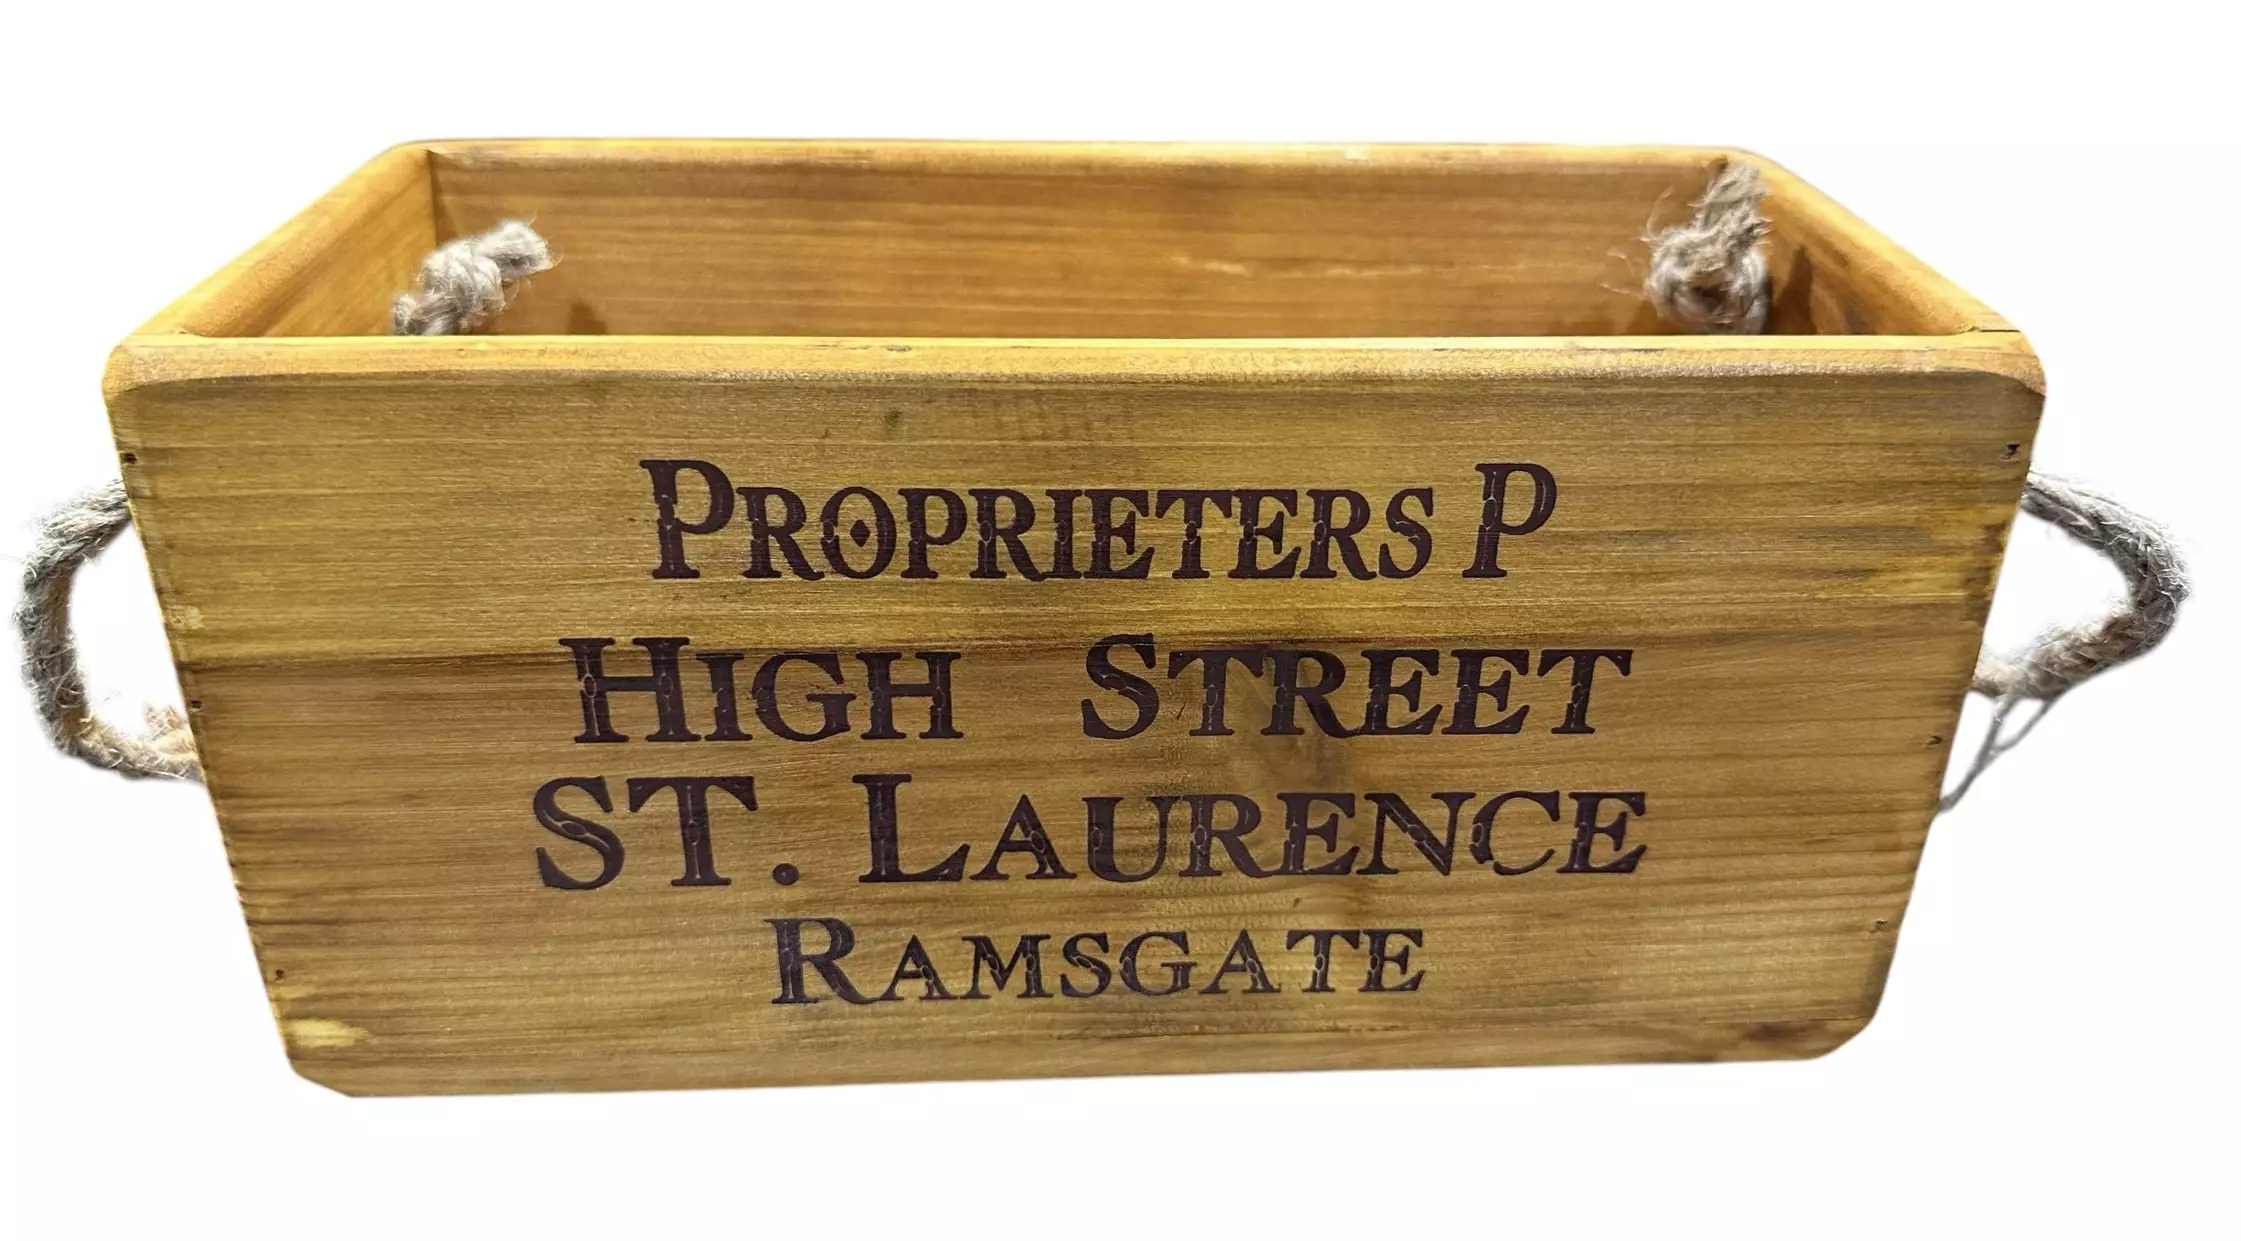 PROPRIETERS P
HIGH STREET
ST. LAURENCE
RAMSGATE